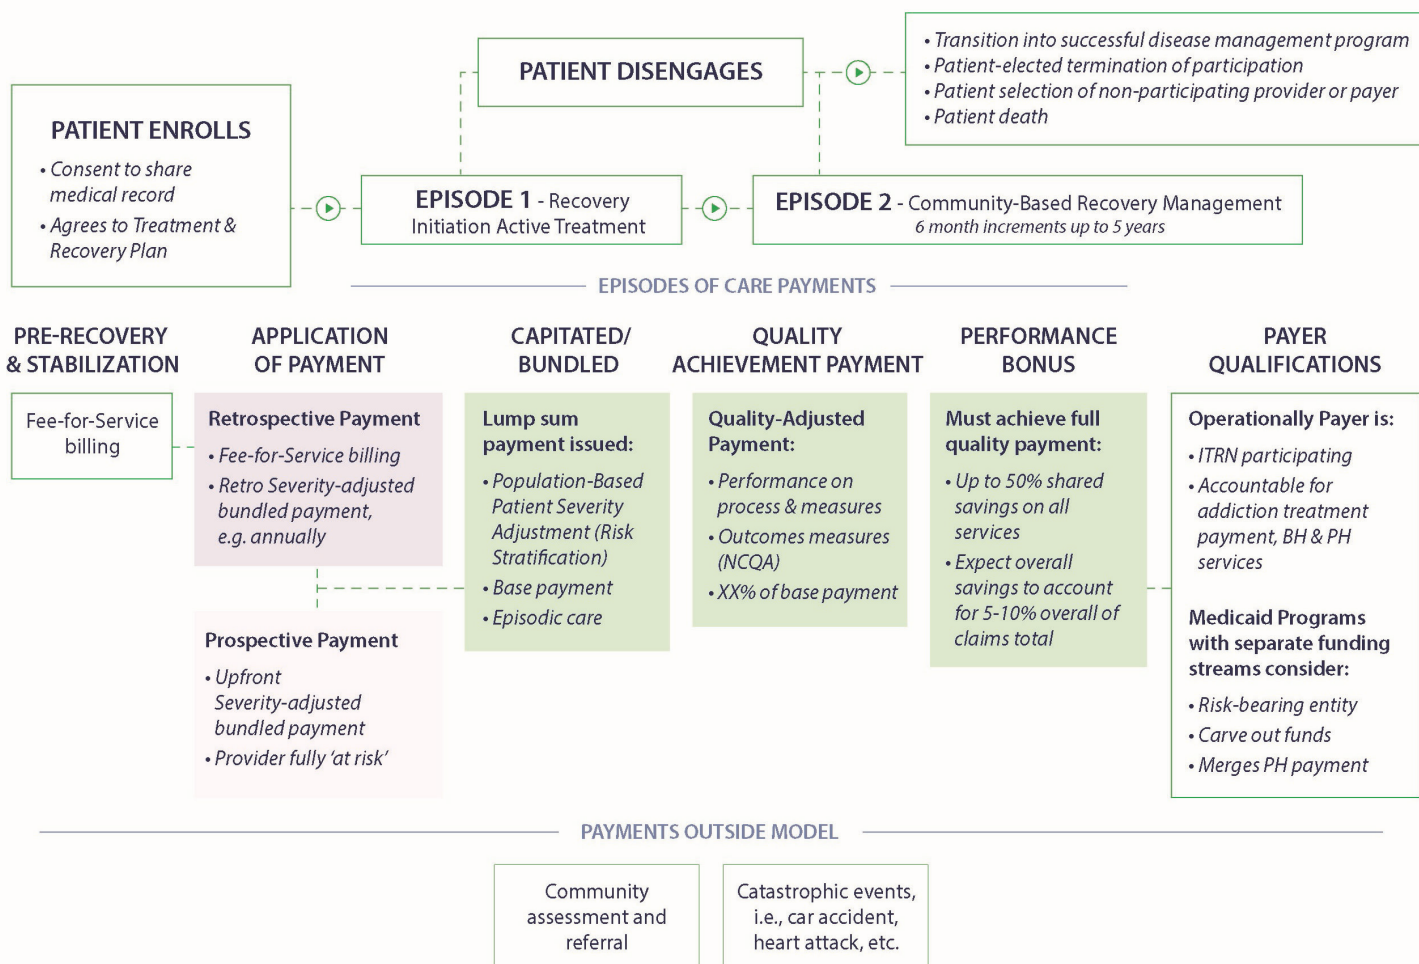 PATIENT ENROLLS
• Consent to share
medical record
• Agrees to Treatment &
Recovery Plan
PATIENT DISENGAGES
• Transition into successful disease management program
• Patient-elected termination of participation
• Patient selection of non-participating provider or payer
• Patient death
EPISODE 1 - Recovery
Initiation Active Treatment
EPISODE 2 - Community-Based Recovery Management
6 month increments up to 5 years
EPISODES OF CARE PAYMENTS
PRE-RECOVERY
& STABILIZATION
Fee-for-Service
billing
APPLICATION
OF PAYMENT
Retrospective Payment
• Fee-for-Service billing
• Retro Severity-adjusted
bundled payment,
e.g. annually
Prospective Payment
• Upfront
Severity-adjusted
bundled payment
• Provider fully ‘at risk’
CAPITATED/
BUNDLED
Lump sum
payment issued:
• Population-Based
Patient Severity
Adjustment (Risk
Stratification)
• Base payment
• Episodic care
QUALITY
ACHIEVEMENT PAYMENT
Quality-Adjusted
Payment:
• Performance on
process & measures
• Outcomes measures
(NCQA)
• XX% of base payment
PERFORMANCE
BONUS
Must achieve full
quality payment:
• Up to 50% shared
savings on all
services
• Expect overall
savings to account
for 5-10% overall of
claims total
PAYER
QUALIFICATIONS
Operationally Payer is:
• ITRN participating
• Accountable for
addiction treatment
payment, BH & PH
services
Medicaid Programs
with separate funding
streams consider:
• Risk-bearing entity
• Carve out funds
• Merges PH payment
PAYMENTS OUTSIDE MODEL
Community
assessment and
referral
Catastrophic events,
i.e., car accident,
heart attack, etc.